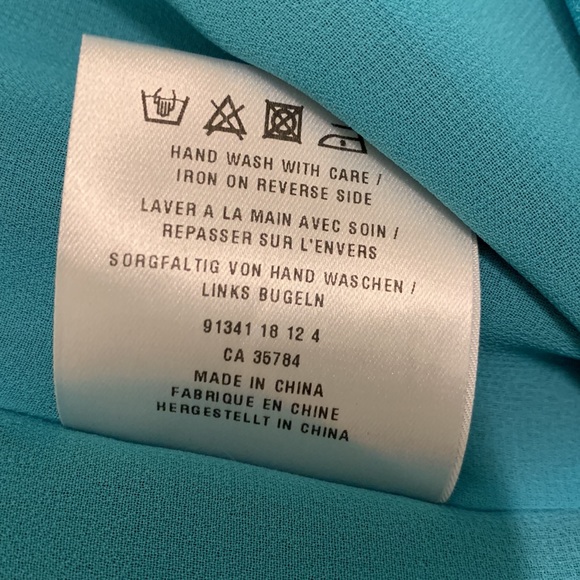 HAND WASH WITH CARE /
IRON ON REVERSE SIDE
LAVER A LA MAIN AVEC SOIN /
REPASSER SUR L'ENVERS
SORGFALTIG VON HAND WASCHEN /
LINKS BUGELN
91341 18 12 4
CA 35784
MADE IN CHINA
FABRIQUE EN CHINE
HERGESTELLT IN CHINA